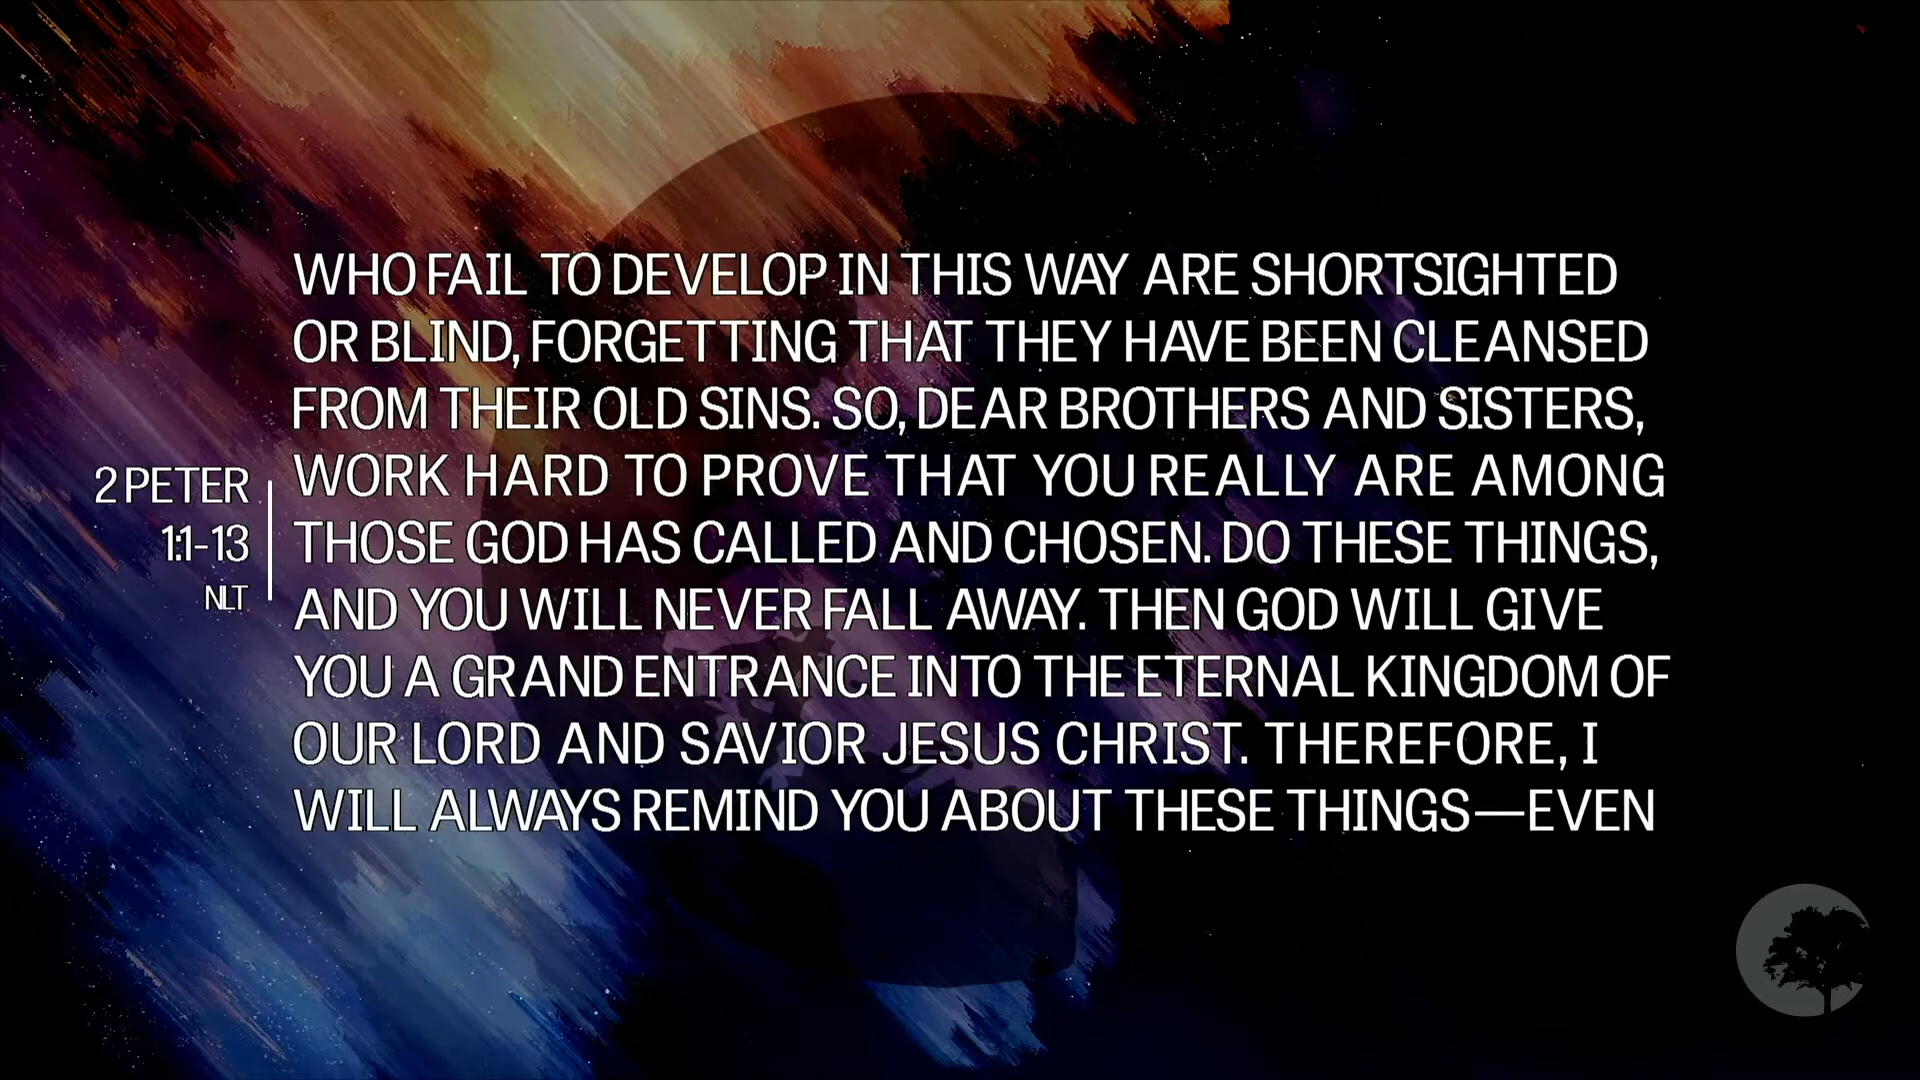 2 PETER
1:1-13
NLT
WHO FAIL TO DEVELOP IN THIS WAY ARE SHORTSIGHTED
OR BLIND, FORGETTING THAT THEY HAVE BEEN CLEANSED
FROM THEIR OLD SINS. SO, DEAR BROTHERS AND SISTERS,
WORK HARD TO PROVE THAT YOU REALLY ARE AMONG
THOSE GOD HAS CALLED AND CHOSEN. DO THESE THINGS,
AND YOU WILL NEVER FALL AWAY. THEN GOD WILL GIVE
YOU A GRAND ENTRANCE INTO THE ETERNAL KINGDOM OF
OUR LORD AND SAVIOR JESUS CHRIST. THEREFORE, I
WILL ALWAYS REMIND YOU ABOUT THESE THINGS—EVEN